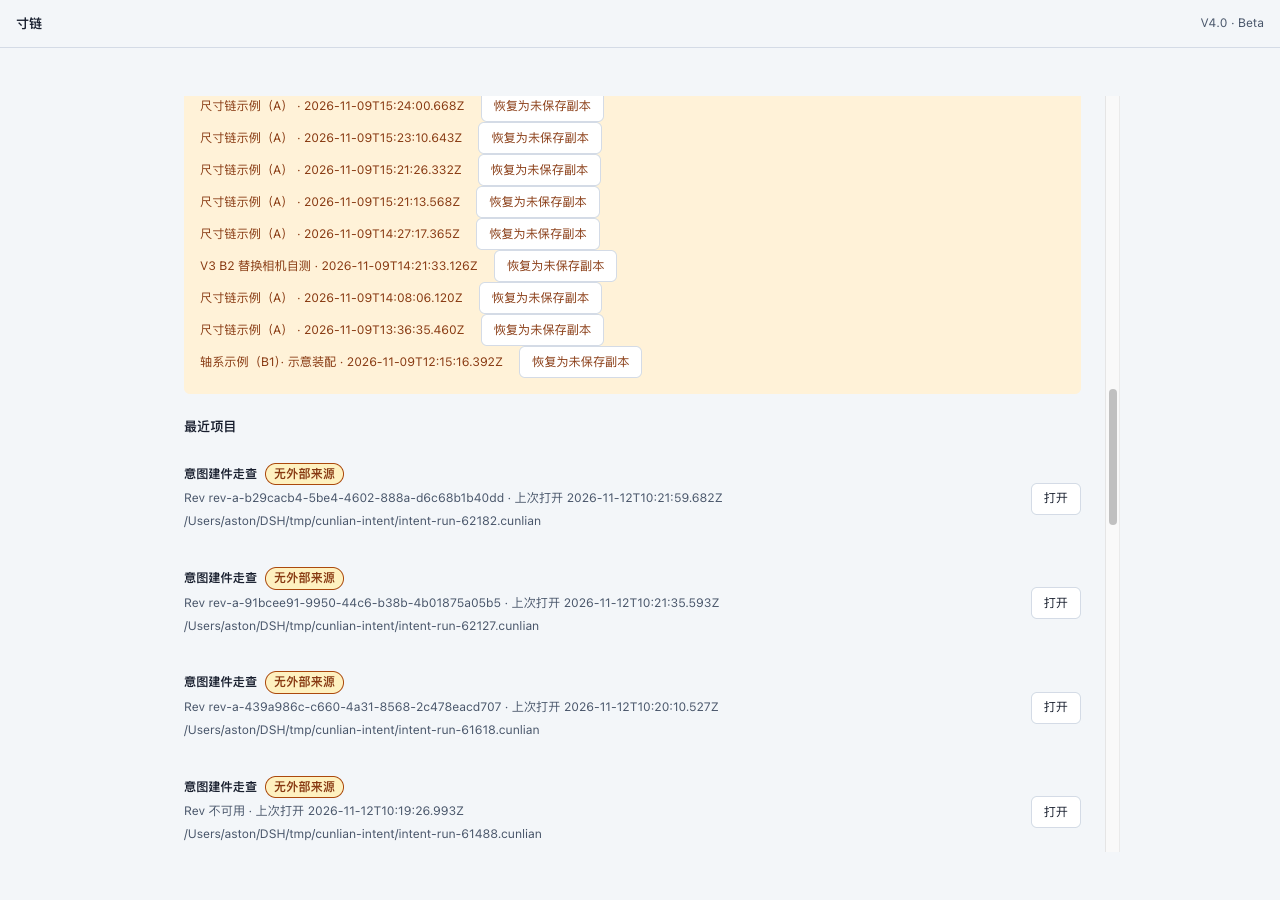 寸链
V4.0 · Beta
尺寸链示例（A） · 2026-11-09T15:24:00.668Z 恢复为未保存副本
尺寸链示例（A） · 2026-11-09T15:23:10.643Z 恢复为未保存副本
尺寸链示例（A） · 2026-11-09T15:21:26.332Z 恢复为未保存副本
尺寸链示例（A） · 2026-11-09T15:21:13.568Z 恢复为未保存副本
尺寸链示例（A） · 2026-11-09T14:27:17.365Z 恢复为未保存副本
V3 B2 替换相机自测 · 2026-11-09T14:21:33.126Z 恢复为未保存副本
尺寸链示例（A） · 2026-11-09T14:08:06.120Z 恢复为未保存副本
尺寸链示例（A） · 2026-11-09T13:36:35.460Z 恢复为未保存副本
轴系示例（B1）· 示意装配 · 2026-11-09T12:15:16.392Z 恢复为未保存副本
最近项目
意图建件走查 无外部来源
Rev rev-a-b29cacb4-5be4-4602-888a-d6c68b1b40dd · 上次打开 2026-11-12T10:21:59.682Z
打开
/Users/aston/DSH/tmp/cunlian-intent/intent-run-62182.cunlian
意图建件走查 无外部来源
Rev rev-a-91bcee91-9950-44c6-b38b-4b01875a05b5 · 上次打开 2026-11-12T10:21:35.593Z
打开
/Users/aston/DSH/tmp/cunlian-intent/intent-run-62127.cunlian
意图建件走查 无外部来源
Rev rev-a-439a986c-c660-4a31-8568-2c478eacd707 · 上次打开 2026-11-12T10:20:10.527Z
打开
/Users/aston/DSH/tmp/cunlian-intent/intent-run-61618.cunlian
意图建件走查 无外部来源
Rev 不可用 · 上次打开 2026-11-12T10:19:26.993Z
打开
/Users/aston/DSH/tmp/cunlian-intent/intent-run-61488.cunlian